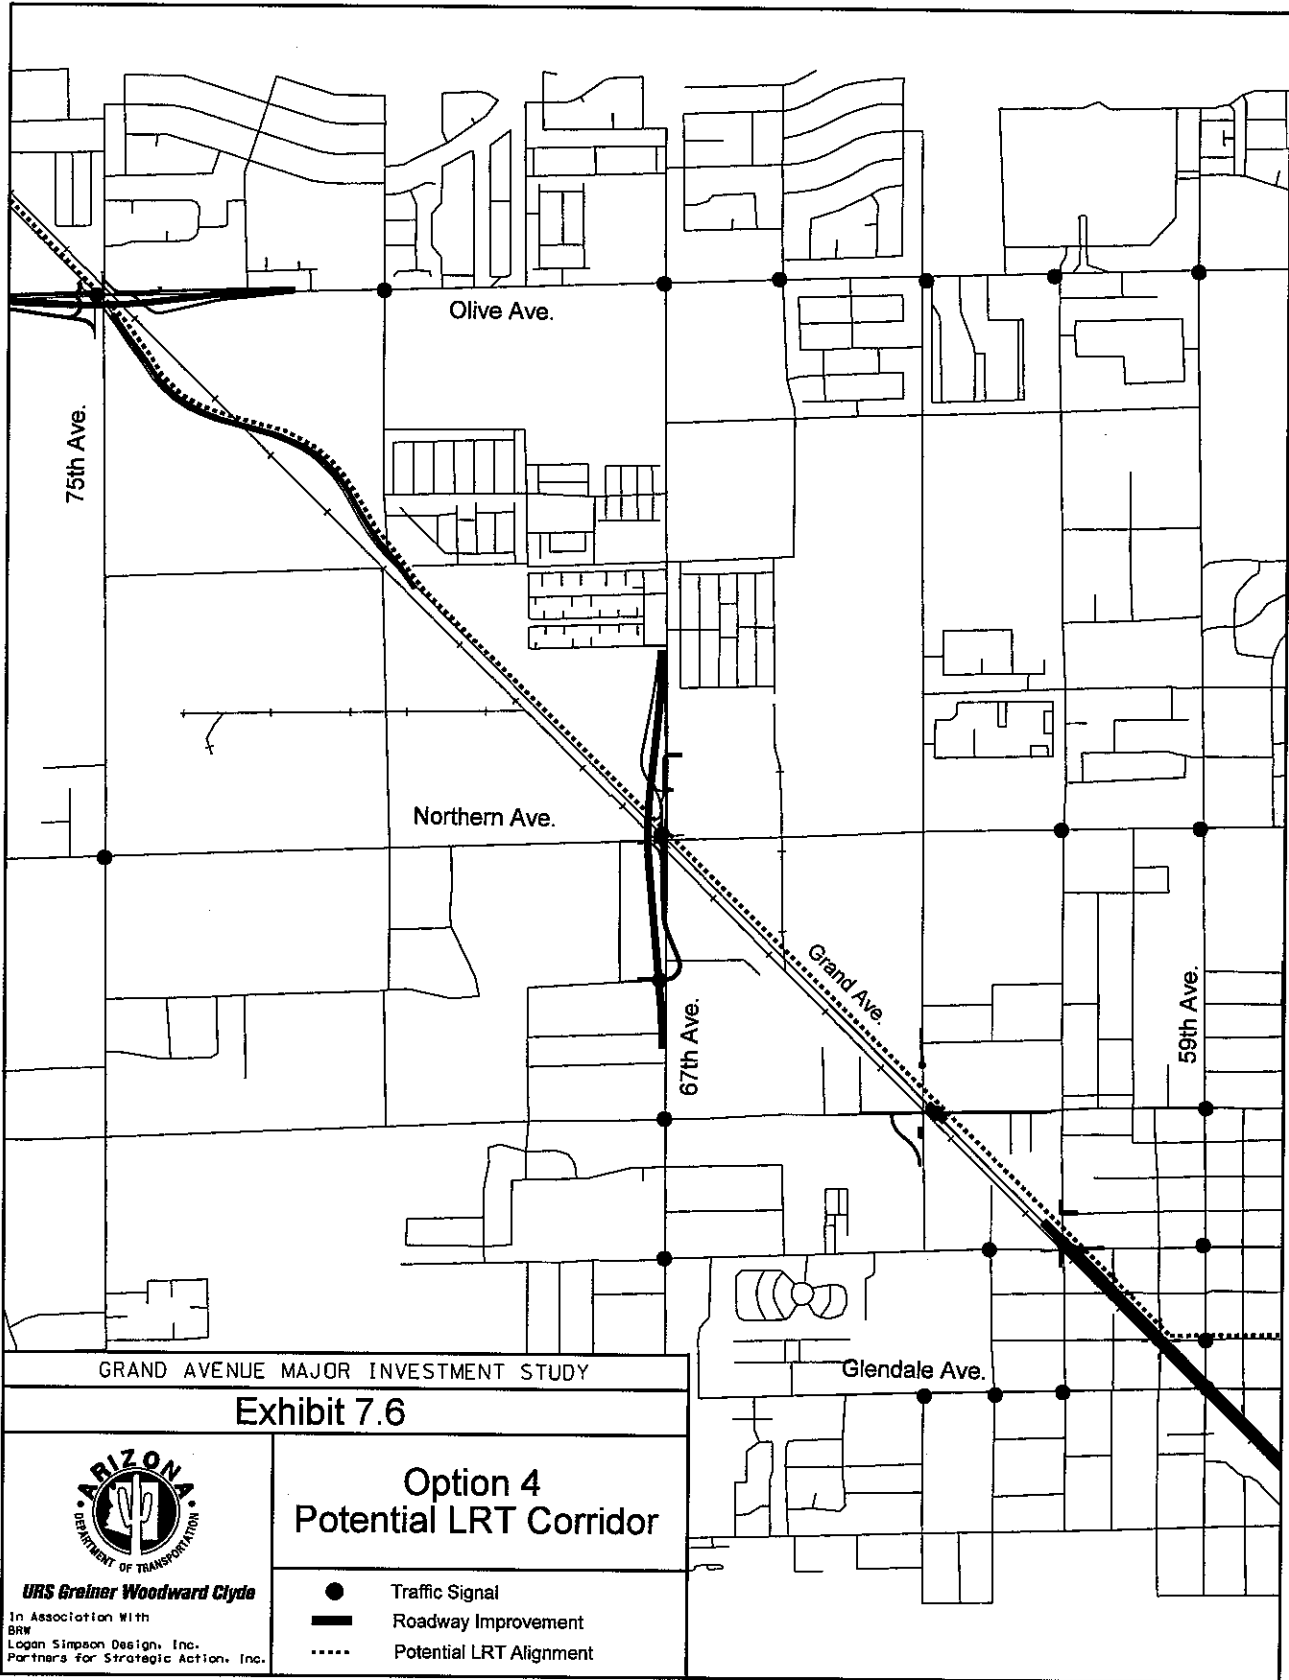 Olive Ave.
75th Ave.
Northern Ave.
Grand Ave.
67th Ave.
59th Ave.
Glendale Ave.
GRAND AVENUE MAJOR INVESTMENT STUDY
Exhibit 7.6
ARIZONA
DEPARTMENT OF TRANSPORTATION
URS Greiner Woodward Clyde
In Association With
BRW
Logan Simpson Design, Inc.
Partners for Strategic Action, Inc.
Option 4
Potential LRT Corridor
Traffic Signal
Roadway Improvement
Potential LRT Alignment